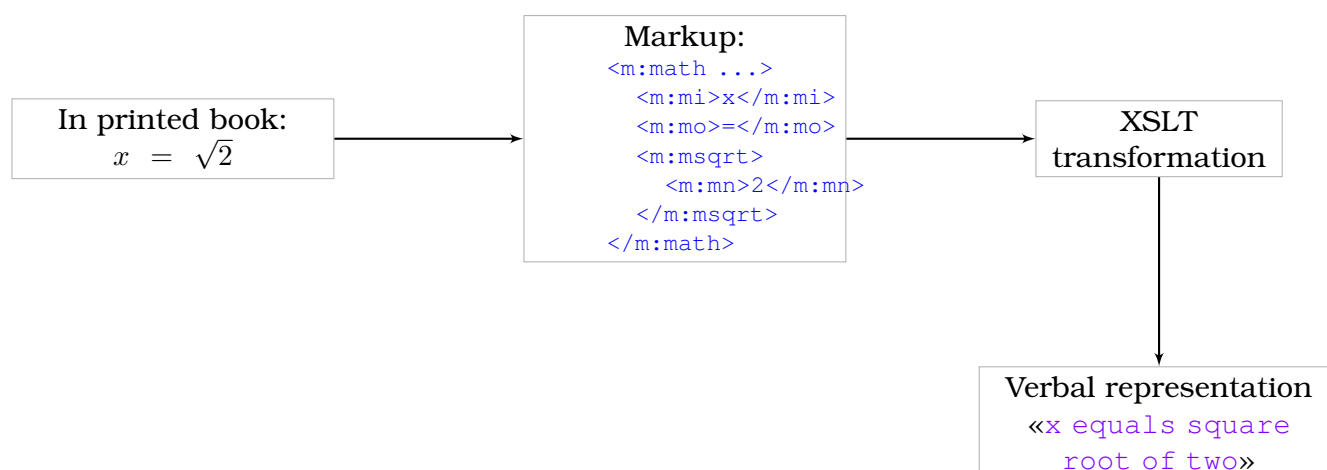 In printed book:
x = √2
Markup:
<m:math ...>
<m:mi>x</m:mi>
<m:mo>=</m:mo>
<m:msqrt>
<m:mn>2</m:mn>
</m:msqrt>
</m:math>
XSLT
transformation
Verbal representation
«x equals square
root of two»